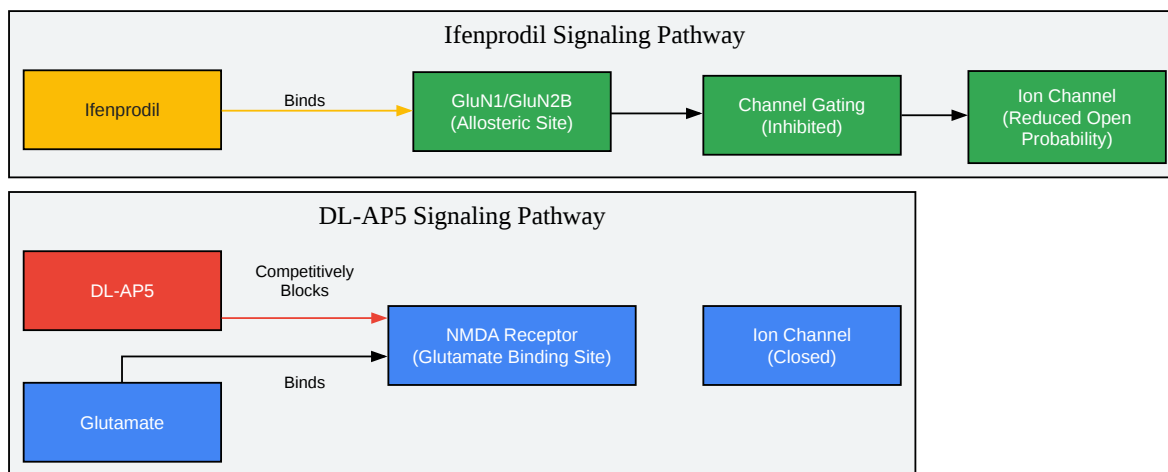 Ifenprodil Signaling Pathway
Ifenprodil
Binds
GluN1/GluN2B
(Allosteric Site)
Channel Gating
(Inhibited)
Ion Channel
(Reduced Open
Probability)
DL-AP5 Signaling Pathway
DL-AP5
Competitively
Blocks
NMDA Receptor
(Glutamate Binding Site)
Ion Channel
(Closed)
Binds
Glutamate